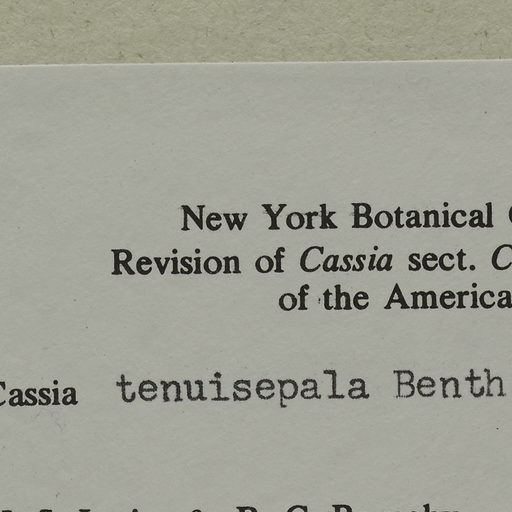 New York Botanical
Revision of Cassia sect. C
of the America
Cassia tenuisepala Benth